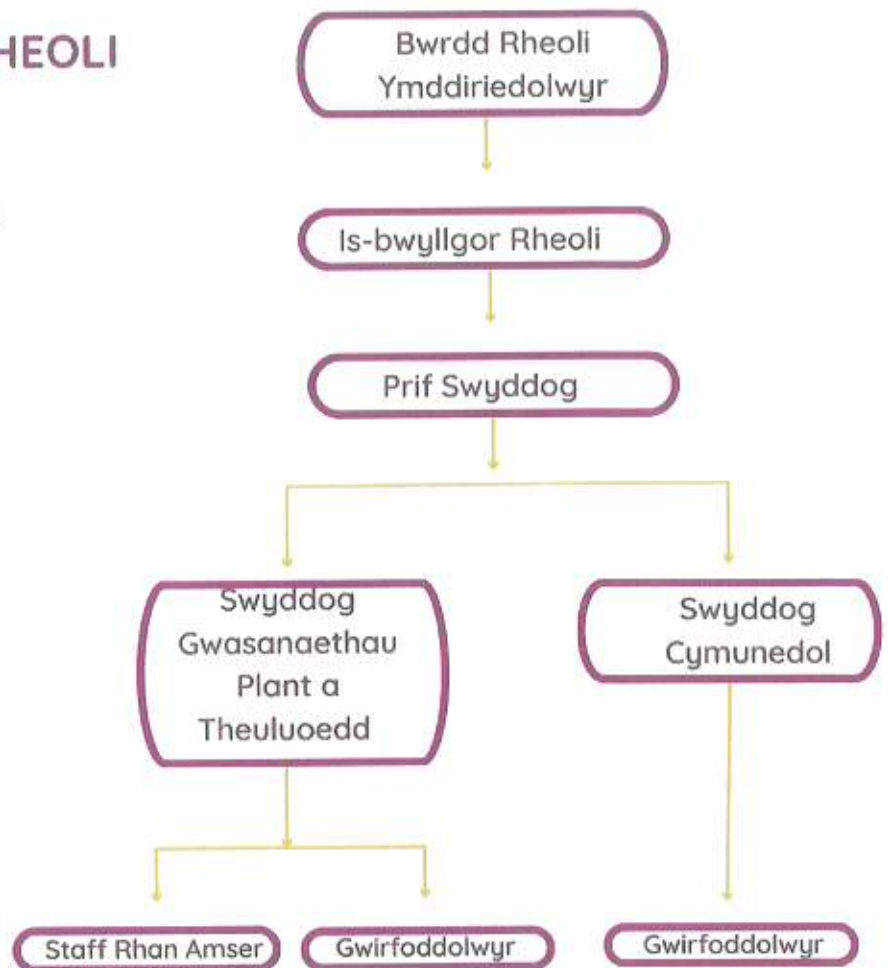 HEOLI
Bwrdd Rheoli
Ymddiriedolwyr
Is-bwyllgor Rheoli
Prif Swyddog
Swyddog
Gwasanaethau
Plant a
Theuluoedd
Swyddog
Cymunedol
Staff Rhan Amser
Gwirfoddolwyr
Gwirfoddolwyr